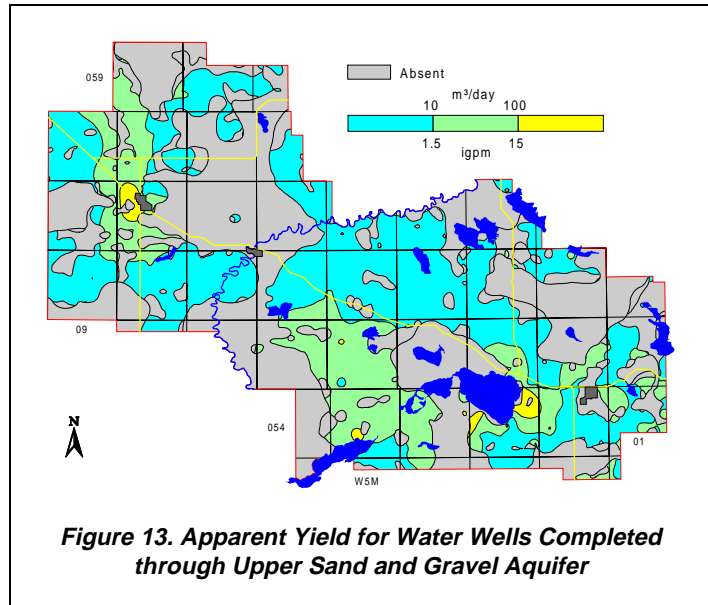 059
Absent
m³/day
10 100
1.5 15
igpm
09
054
01
W5M
N
Figure 13. Apparent Yield for Water Wells Completed
through Upper Sand and Gravel Aquifer